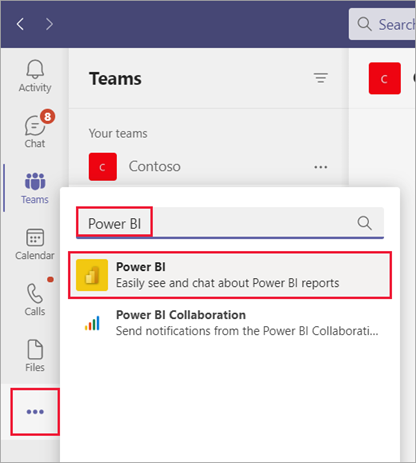 Search
Activity
Teams
C
8
Chat
Your teams
C
Contoso
Teams
Power BI
Calendar
Power BI
Easily see and chat about Power BI reports
Calls
Power BI Collaboration
Send notifications from the Power BI Collaborati...
Files